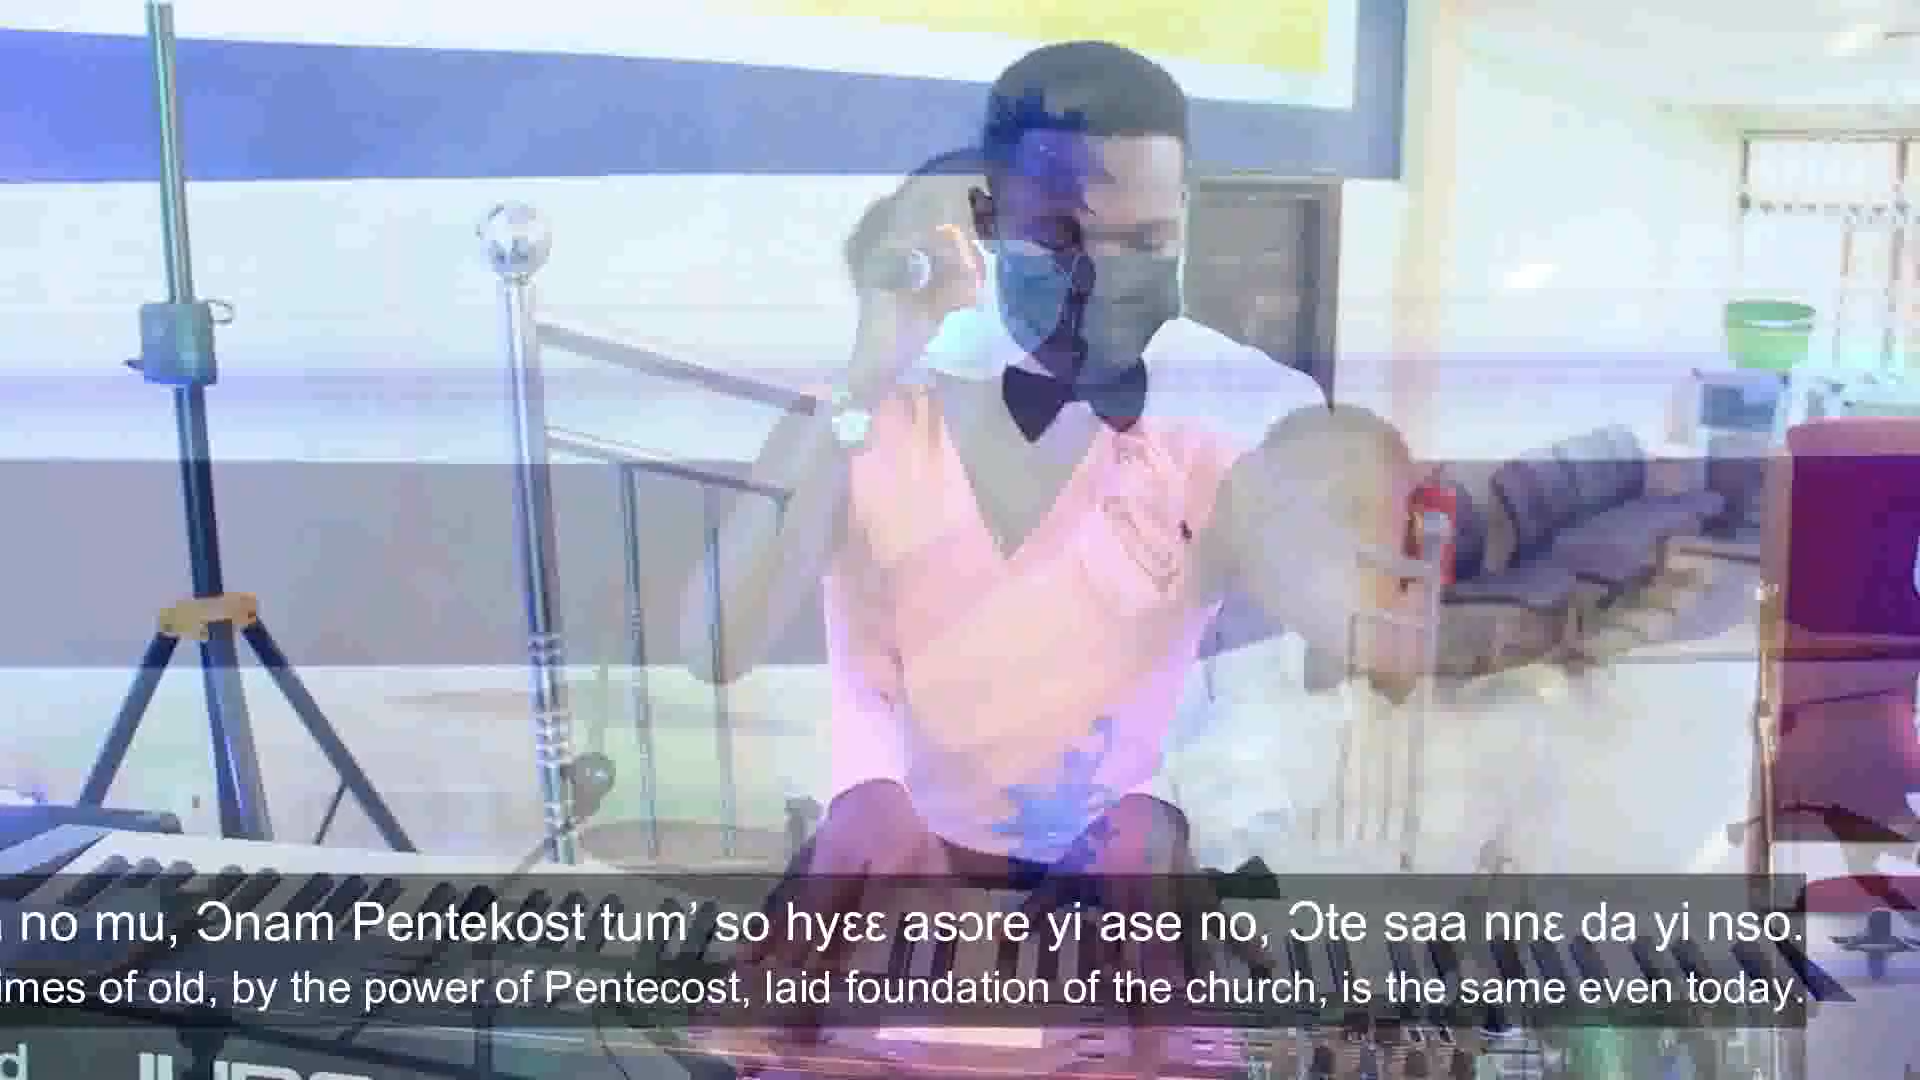 no mu, Ɔnam Pentekost tum’ so hyɛɛ asɔre yi ase no, Ɔte saa nnɛ da yi nso.
of old, by the power of Pentecost, laid foundation of the church, is the same even today.